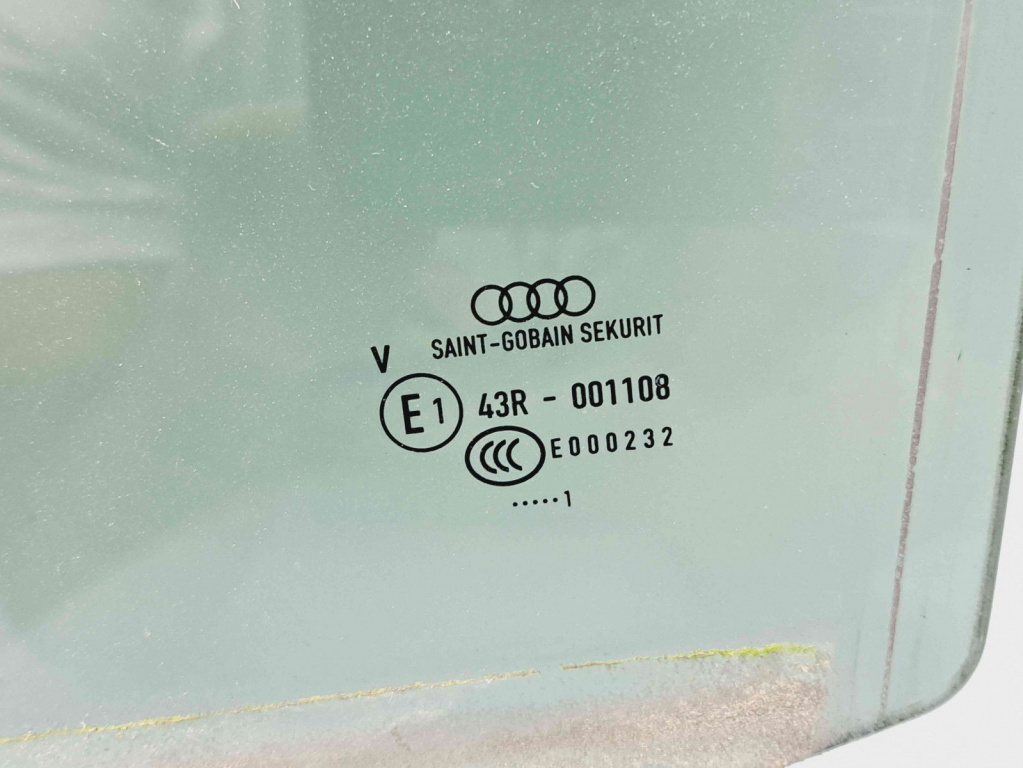 SAINT-GOBAIN SEKURIT
V
E1 43R - 001108
CCC E000232
·····1